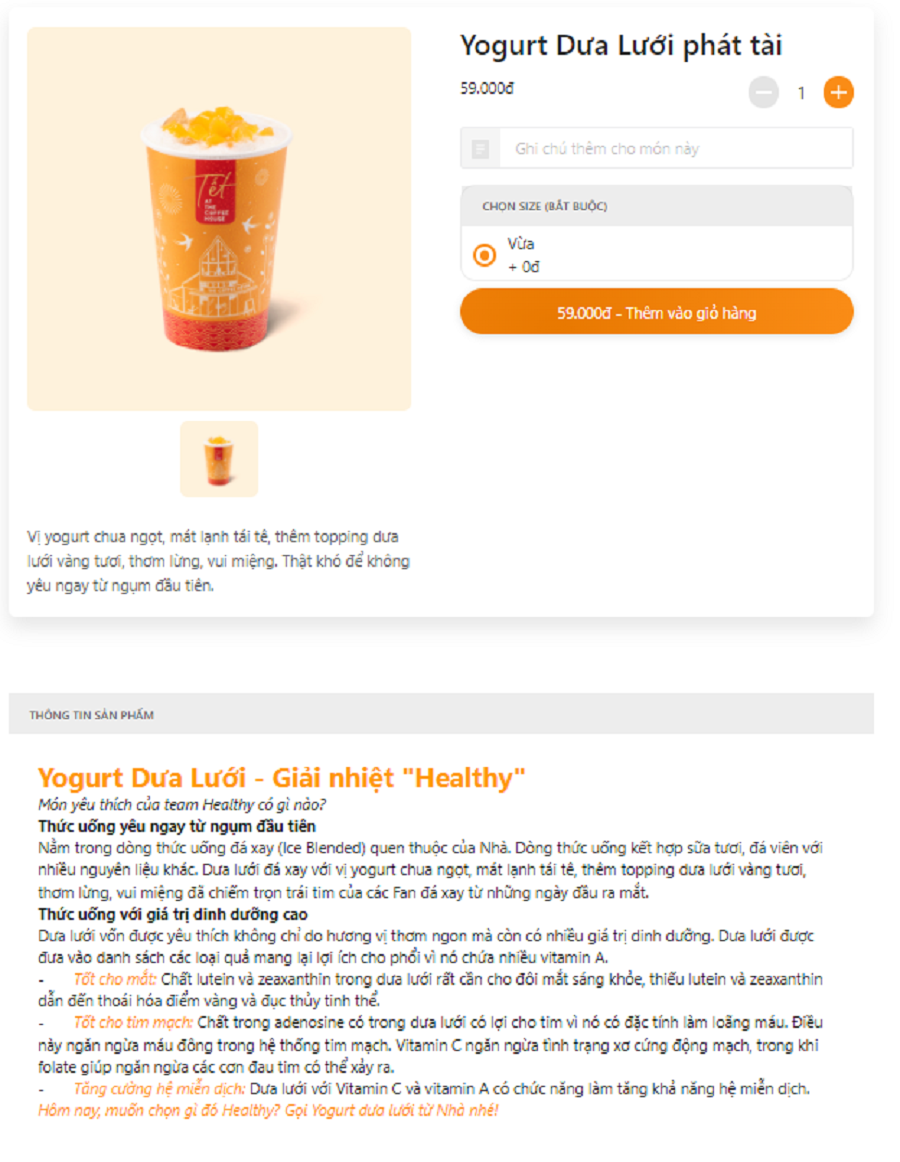 Yogurt Dưa Lưới phát tài
59.000đ
1
Ghi chú thêm cho món này
CHỌN SIZE (BẮT BUỘC)
Vừa
+ 0đ
59.000đ - Thêm vào giỏ hàng
Tết
AT
THE
COFFEE
HOUSE
Vị yogurt chua ngọt, mát lạnh tái tê, thêm topping dưa
lưới vàng tươi, thơm lừng, vui miệng. Thật khó để không
yêu ngay từ ngụm đầu tiên.
THÔNG TIN SẢN PHẨM
Yogurt Dưa Lưới - Giải nhiệt "Healthy"
Món yêu thích của team Healthy có gì nào?
Thức uống yêu ngay từ ngụm đầu tiên
Nằm trong dòng thức uống đá xay (Ice Blended) quen thuộc của Nhà. Dòng thức uống kết hợp sữa tươi, đá viên với
nhiều nguyên liệu khác. Dưa lưới đá xay với vị yogurt chua ngọt, mát lạnh tái tê, thêm topping dưa lưới vàng tươi,
thơm lừng, vui miệng đã chiếm trọn trái tim của các Fan đá xay từ những ngày đầu ra mắt.
Thức uống với giá trị dinh dưỡng cao
Dưa lưới vốn được yêu thích không chỉ do hương vị thơm ngon mà còn có nhiều giá trị dinh dưỡng. Dưa lưới được
đưa vào danh sách các loại quả mang lại lợi ích cho phổi vì nó chứa nhiều vitamin A.
- Tốt cho mắt: Chất lutein và zeaxanthin trong dưa lưới rất cần cho đôi mắt sáng khỏe, thiếu lutein và zeaxanthin
dẫn đến thoái hóa điểm vàng và đục thủy tinh thể.
- Tốt cho tim mạch: Chất trong adenosine có trong dưa lưới có lợi cho tim vì nó có đặc tính làm loãng máu. Điều
này ngăn ngừa máu đông trong hệ thống tim mạch. Vitamin C ngăn ngừa tình trạng xơ cứng động mạch, trong khi
folate giúp ngăn ngừa các cơn đau tim có thể xảy ra.
- Tăng cường hệ miễn dịch: Dưa lưới với Vitamin C và vitamin A có chức năng làm tăng khả năng hệ miễn dịch.
Hôm nay, muốn chọn gì đó Healthy? Gọi Yogurt dưa lưới từ Nhà nhé!